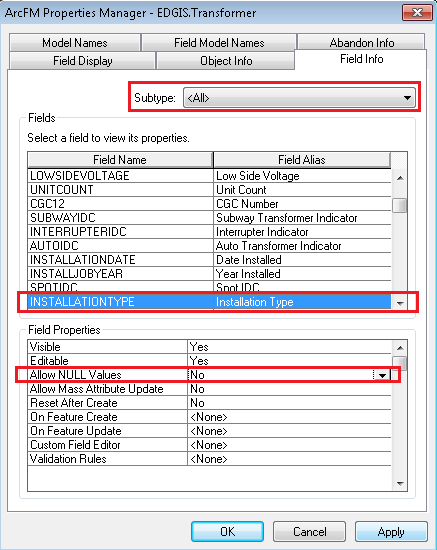 ArcFM Properties Manager - EDGIS.Transformer
Model Names Field Model Names Abandon Info
Field Display Object Info Field Info
Subtype: <All>
Fields
Select a field to view its properties.
Field Name Field Alias
LOWSIDEVOLTAGE Low Side Voltage
UNITCOUNT Unit Count
CGC12 CGC Number
SUBWAYIDC Subway Transformer Indicator
INTERRUPTERIDC Interrupter Indicator
AUTOIDC Auto Transformer Indicator
INSTALLATIONDATE Date Installed
INSTALLJOBYEAR Year Installed
SPOTIDC Spot IDC
INSTALLATIONTYPE Installation Type
Field Properties
Visible Yes
Editable Yes
Allow NULL Values No
Allow Mass Attribute Update No
Reset After Create No
On Feature Create <None>
On Feature Update <None>
Custom Field Editor <None>
Validation Rules <None>
OK Cancel Apply